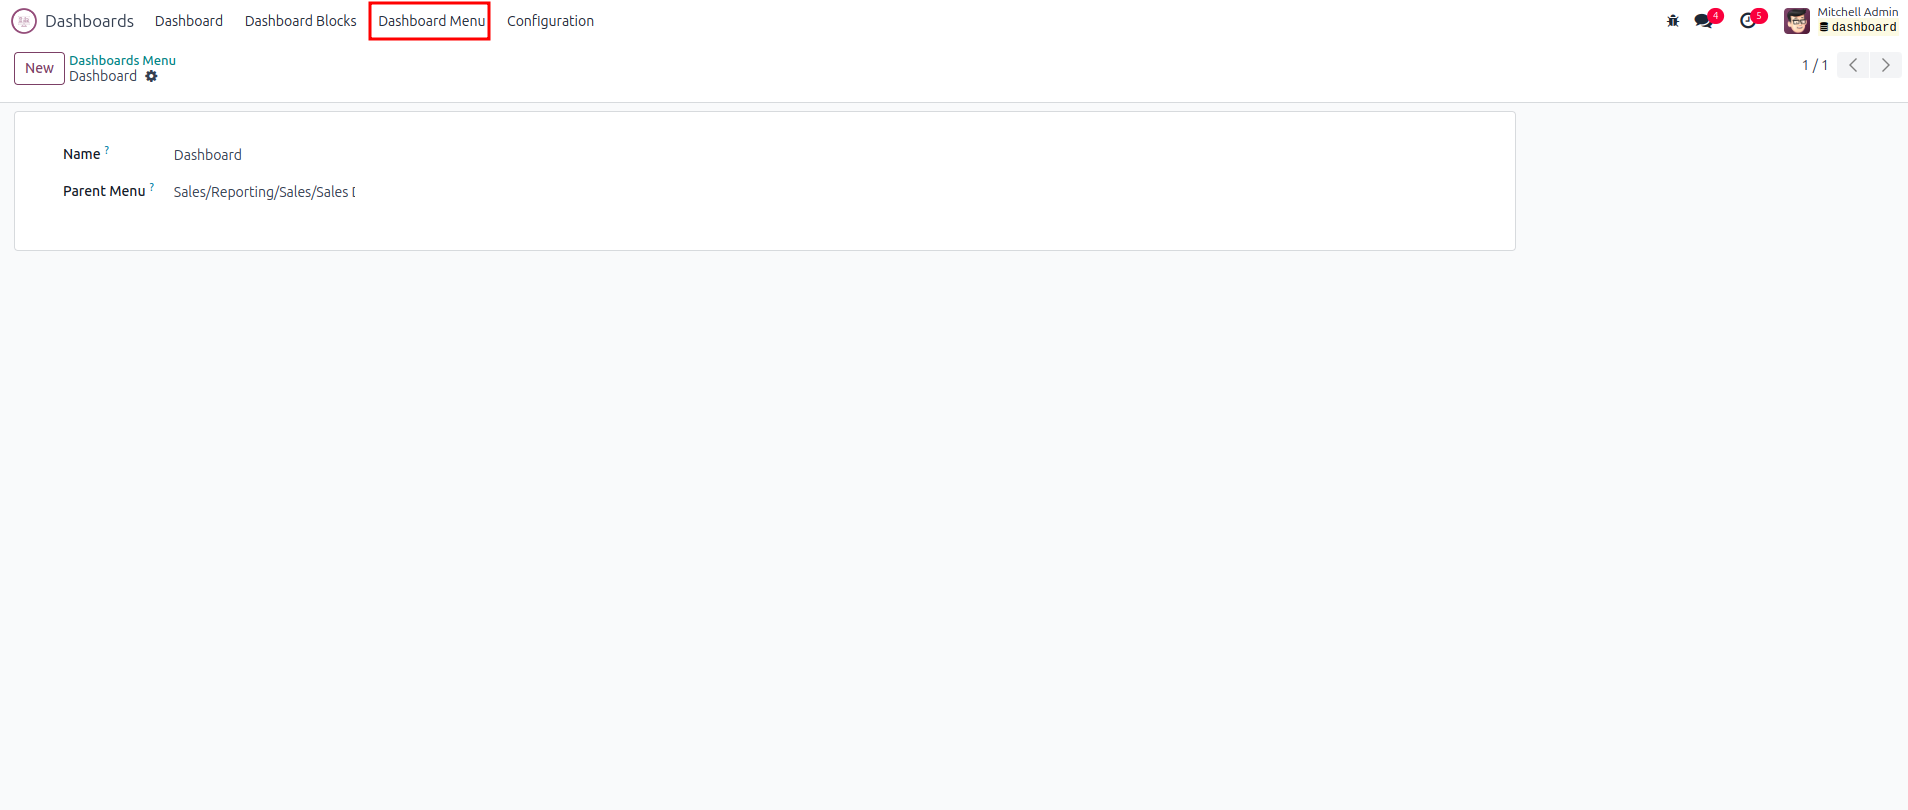 Dashboards Dashboard Dashboard Blocks Dashboard Menu Configuration 4 5 Mitchell Admin
dashboard
New Dashboards Menu
Dashboard
1 / 1
Name ? Dashboard
Parent Menu ? Sales/Reporting/Sales/Sales